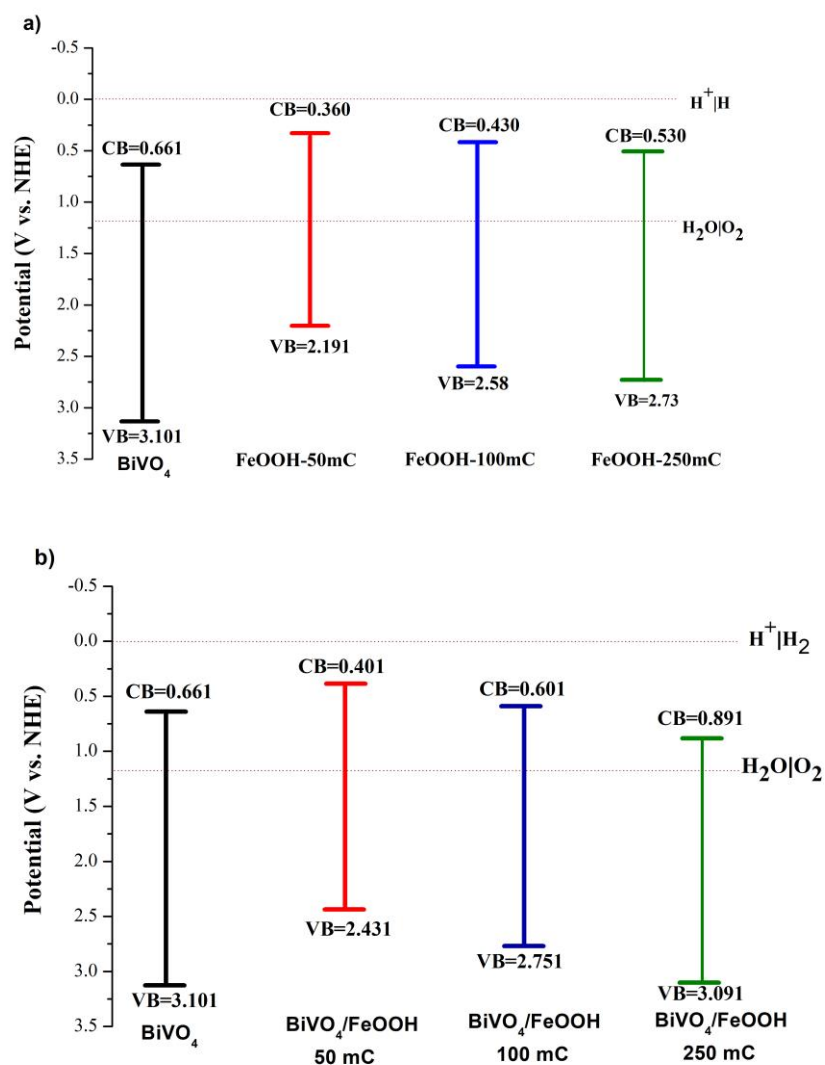 a)
Potential (V vs. NHE)
-0.5
0.0
0.5
1.0
1.5
2.0
2.5
3.0
3.5
H⁺|H
H₂O|O₂
CB=0.661
CB=0.360
CB=0.430
CB=0.530
VB=3.101
VB=2.191
VB=2.58
VB=2.73
BiVO₄
FeOOH-50mC
FeOOH-100mC
FeOOH-250mC
b)
Potential (V vs. NHE)
-0.5
0.0
0.5
1.0
1.5
2.0
2.5
3.0
3.5
H⁺|H₂
H₂O|O₂
CB=0.661
CB=0.401
CB=0.601
CB=0.891
VB=3.101
VB=2.431
VB=2.751
VB=3.091
BiVO₄
BiVO₄/FeOOH
50 mC
BiVO₄/FeOOH
100 mC
BiVO₄/FeOOH
250 mC